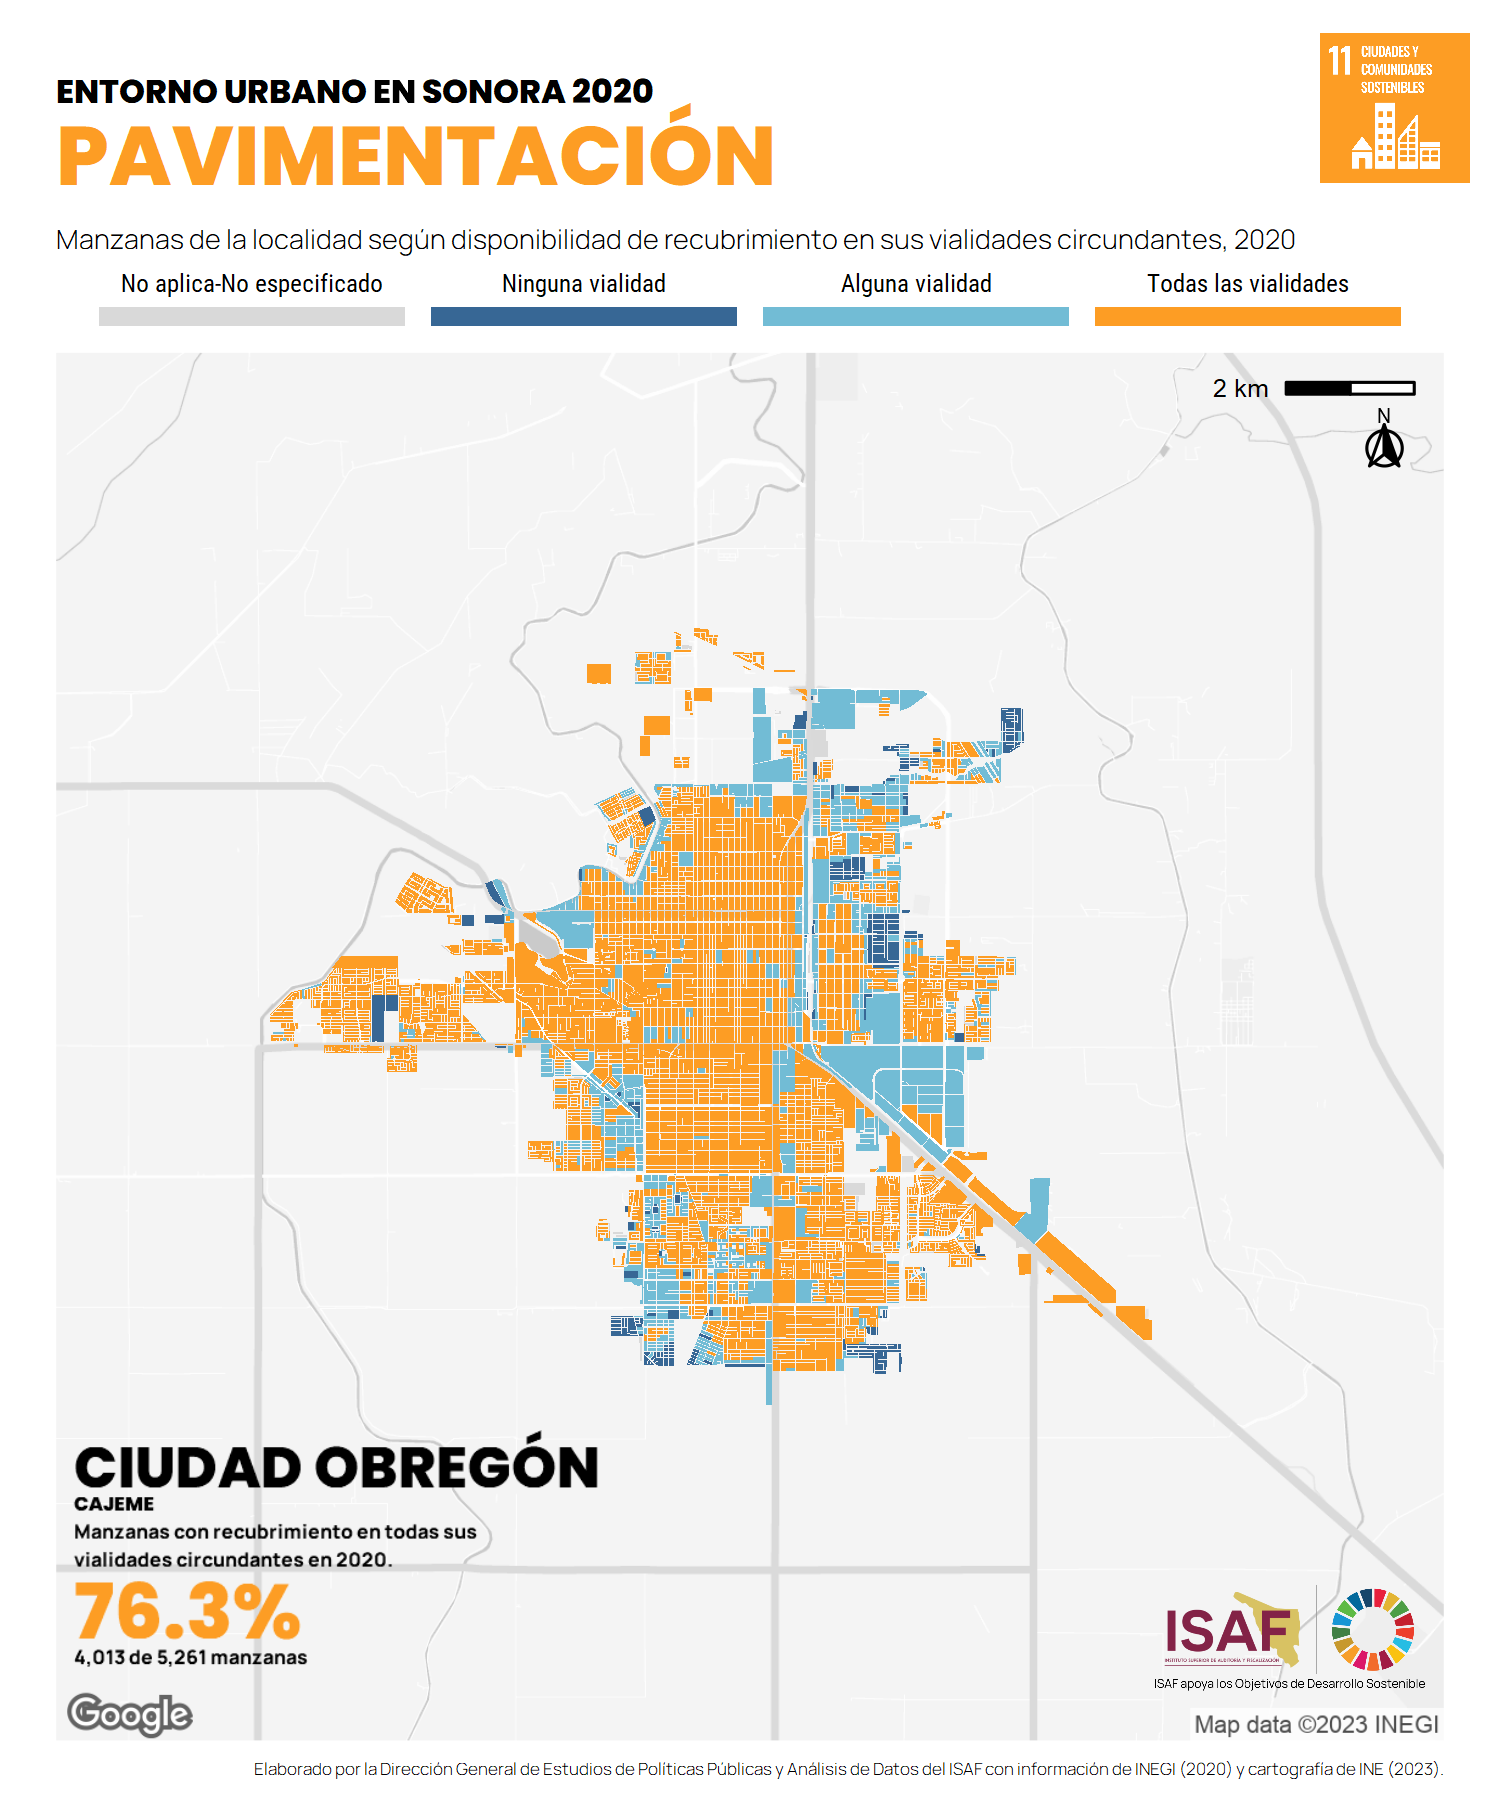 11 CIUDADES Y
COMUNIDADES
SOSTENIBLES
ENTORNO URBANO EN SONORA 2020
PAVIMENTACIÓN
Manzanas de la localidad según disponibilidad de recubrimiento en sus vialidades circundantes, 2020
No aplica-No especificado
Ninguna vialidad
Alguna vialidad
Todas las vialidades
2 km
N
CIUDAD OBREGÓN
CAJEME
Manzanas con recubrimiento en todas sus
vialidades circundantes en 2020.
76.3%
4,013 de 5,261 manzanas
Google
ISAF
INSTITUTO SUPERIOR DE AUDITORÍA Y FISCALIZACIÓN
ISAF apoya los Objetivos de Desarrollo Sostenible
Map data ©2023 INEGI
Elaborado por la Dirección General de Estudios de Políticas Públicas y Análisis de Datos del ISAF con información de INEGI (2020) y cartografía de INE (2023).